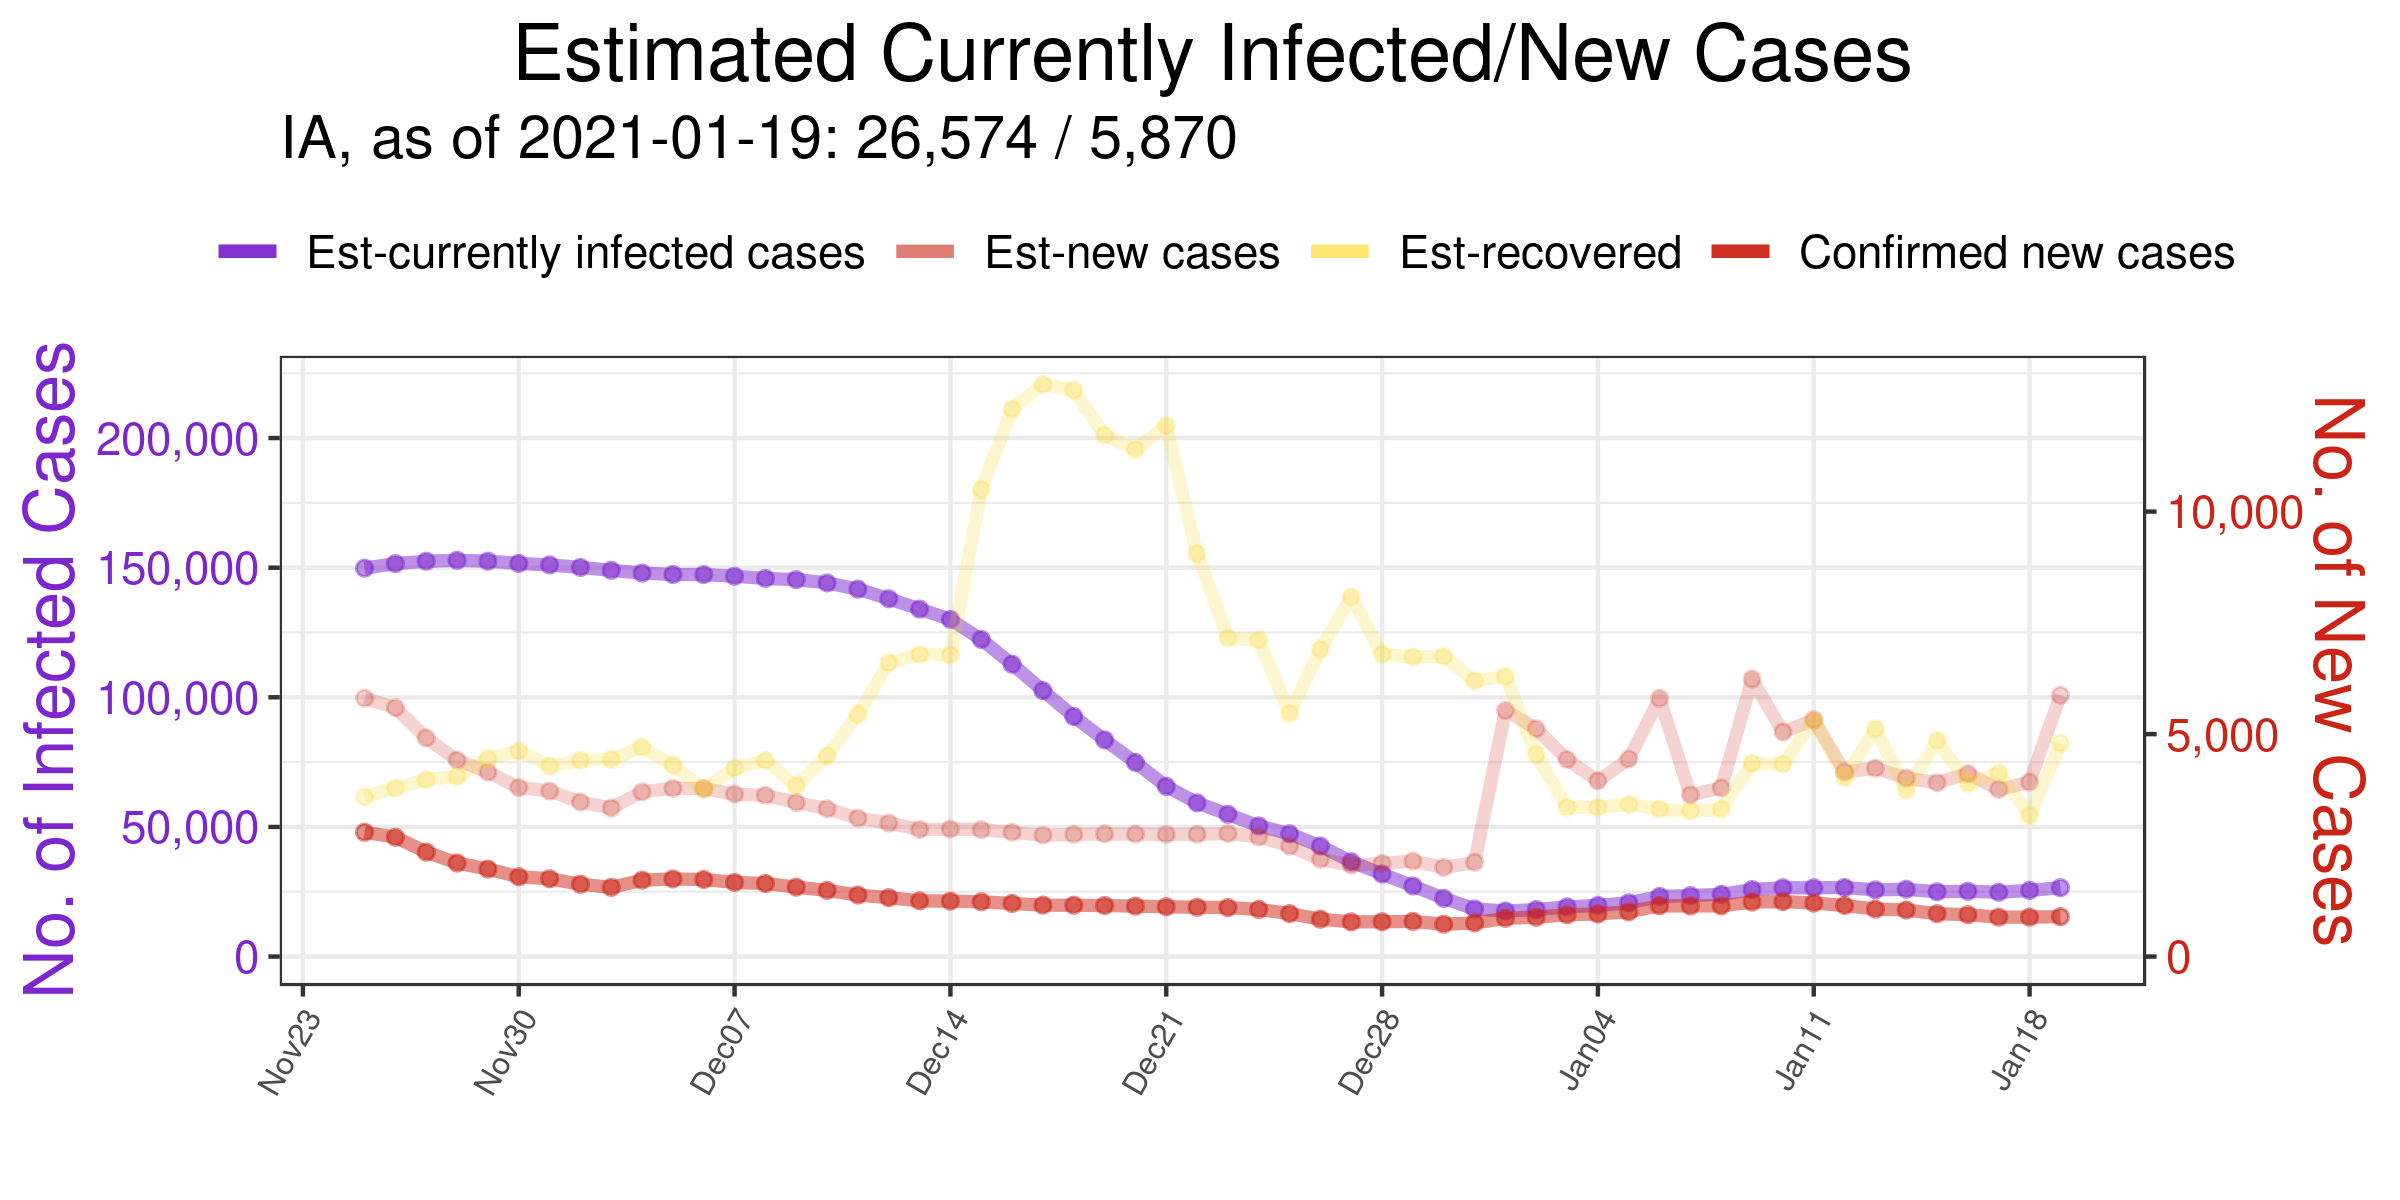 Estimated Currently Infected/New Cases
IA, as of 2021-01-19: 26,574 / 5,870
Est-currently infected cases Est-new cases Est-recovered Confirmed new cases
No. of Infected Cases
200,000
150,000
100,000
50,000
0
No. of New Cases
10,000
5,000
0
Nov23 Nov30 Dec07 Dec14 Dec21 Dec28 Jan04 Jan11 Jan18